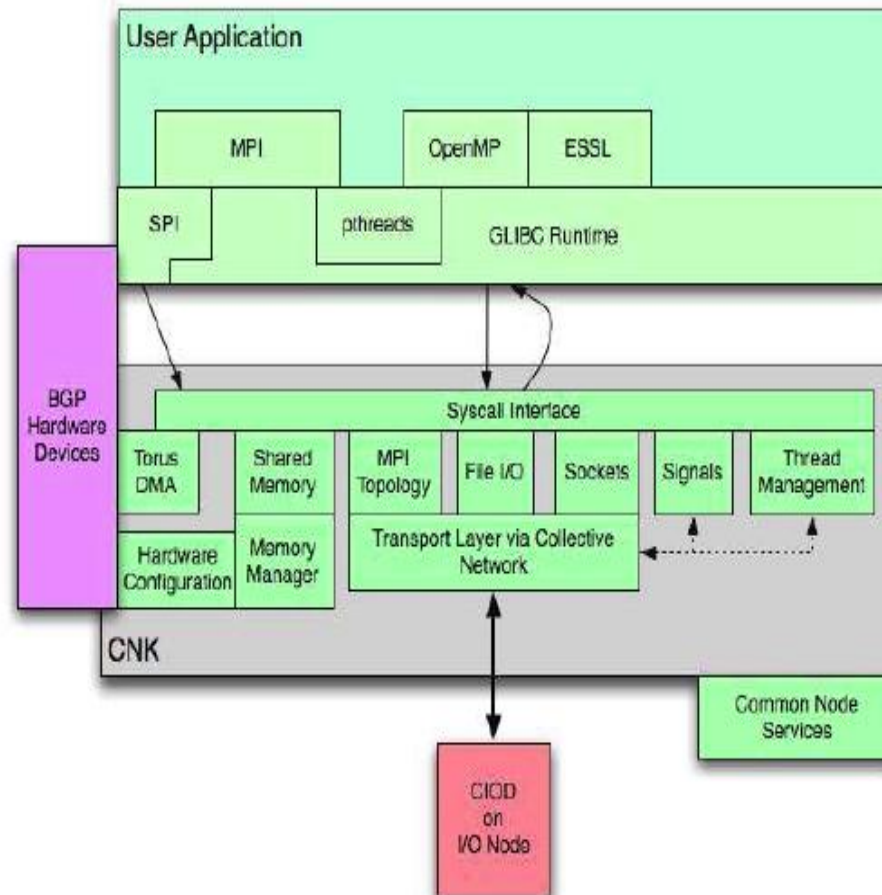 User Application
MPI
OpenMP
ESSL
SPI
pthreads
GLIBC Runtime
BGP
Hardware
Devices
Syscall Interface
Torus
DMA
Shared
Memory
MPI
Topology
File I/O
Sockets
Signals
Thread
Management
Hardware
Configuration
Memory
Manager
Transport Layer via Collective
Network
CNK
Common Node
Services
CIOD
on
I/O Node